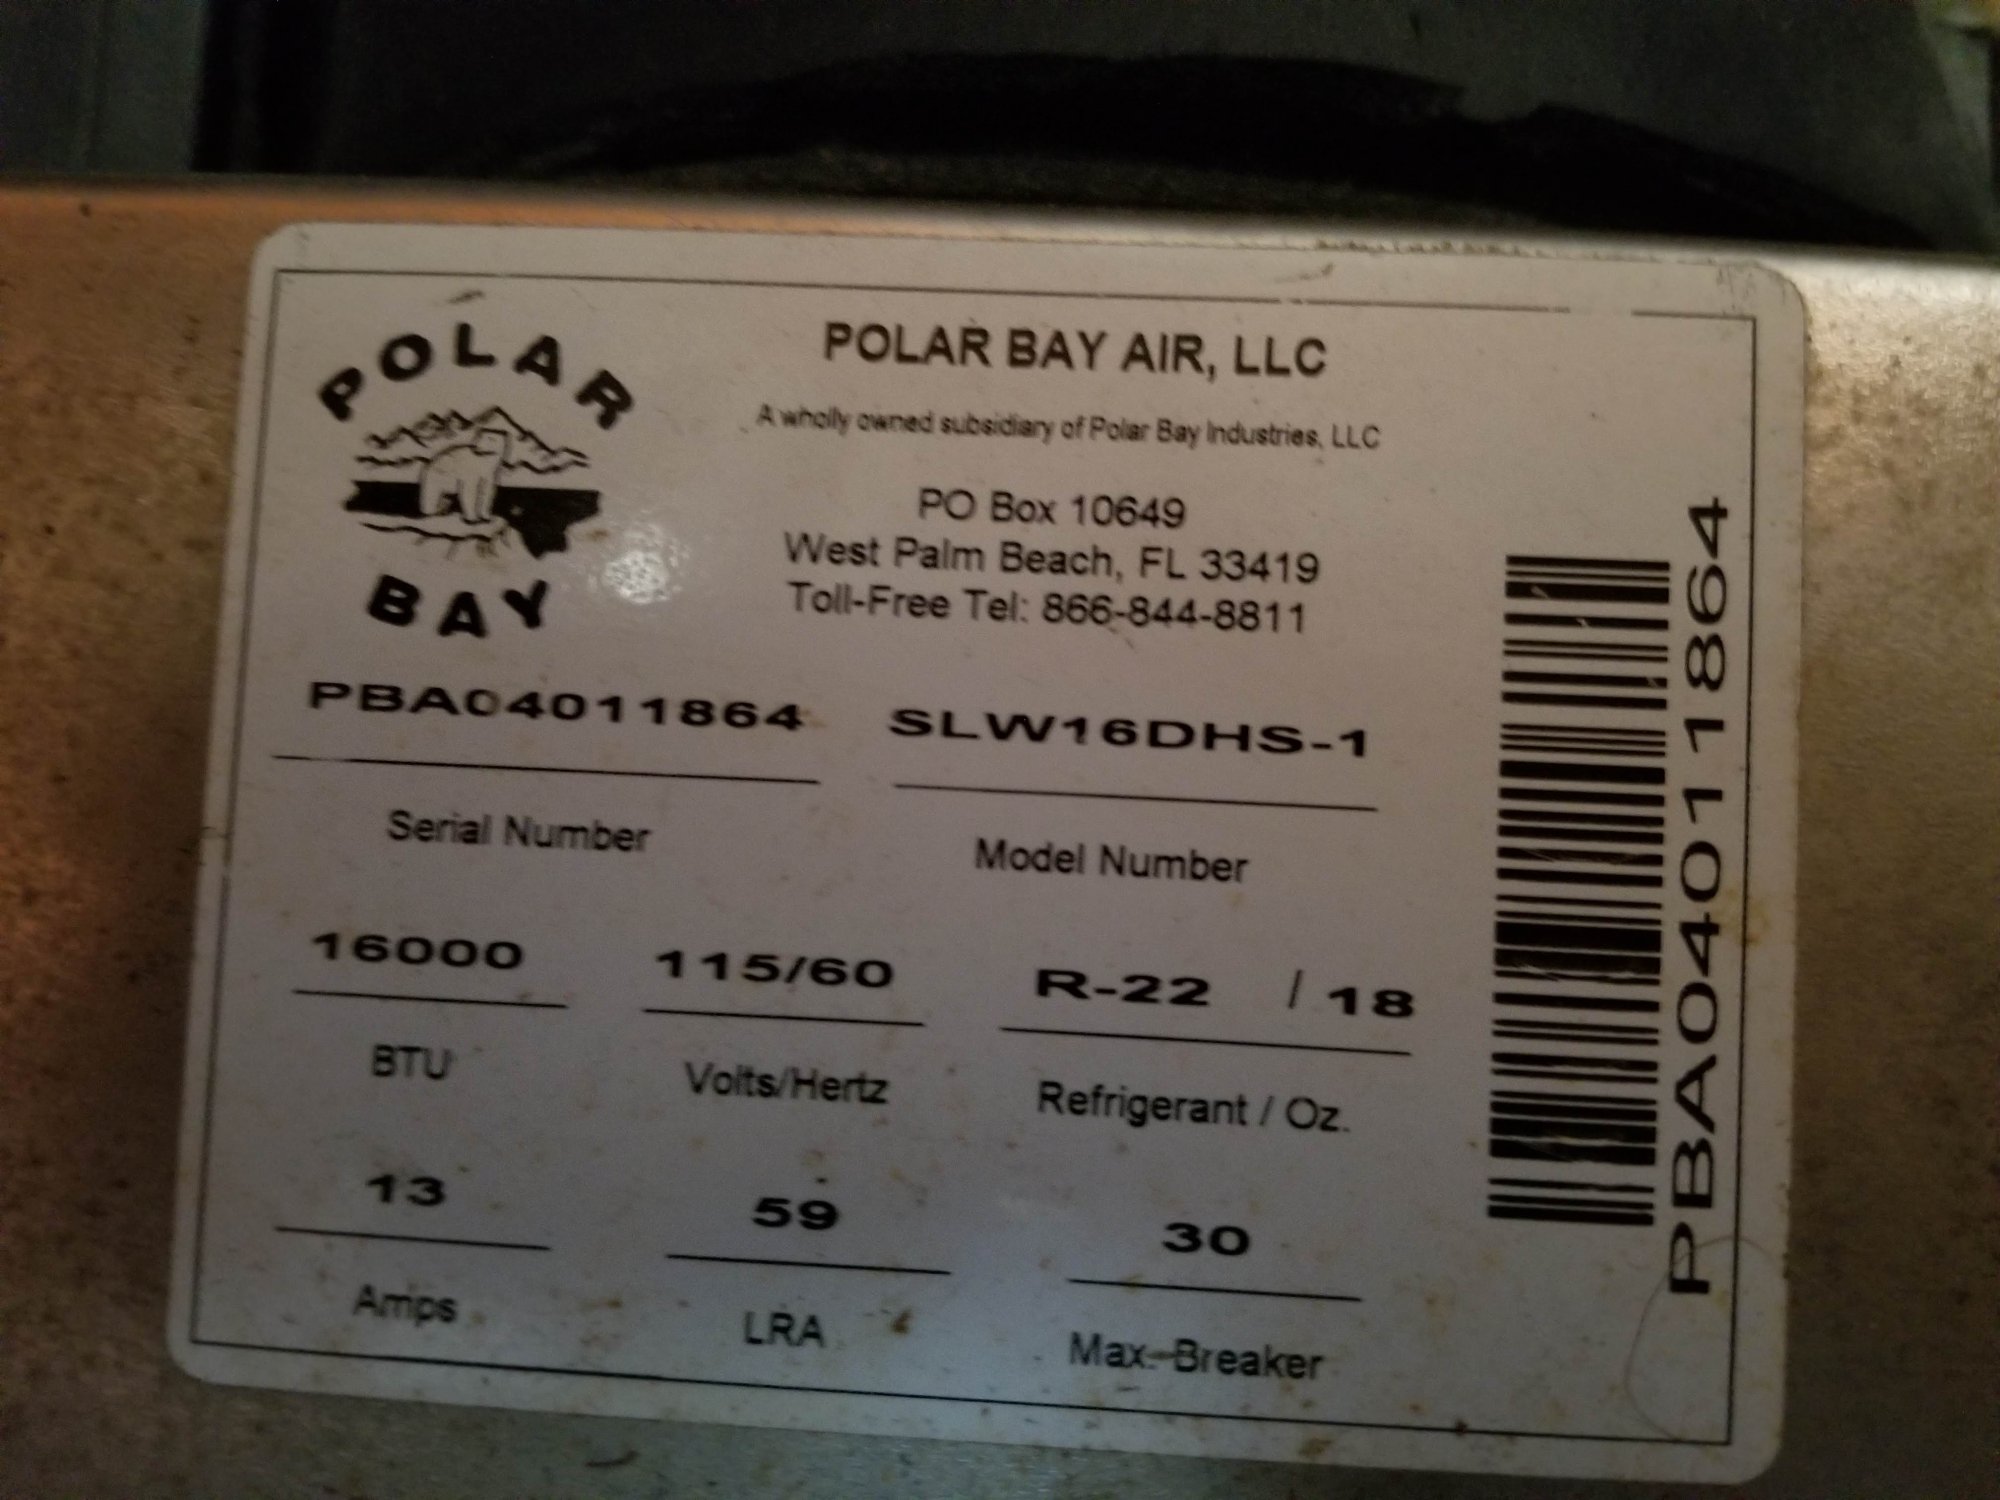 POLAR
BAY
POLAR BAY AIR, LLC
A wholly owned subsidiary of Polar Bay Industries, LLC
PO Box 10649
West Palm Beach, FL 33419
Toll-Free Tel: 866-844-8811
PBA04011864 SLW16DHS-1
Serial Number Model Number
16000 115/60 R-22 / 18
BTU Volts/Hertz Refrigerant / Oz.
13 59 30
Amps LRA Max. Breaker
PBA04011864